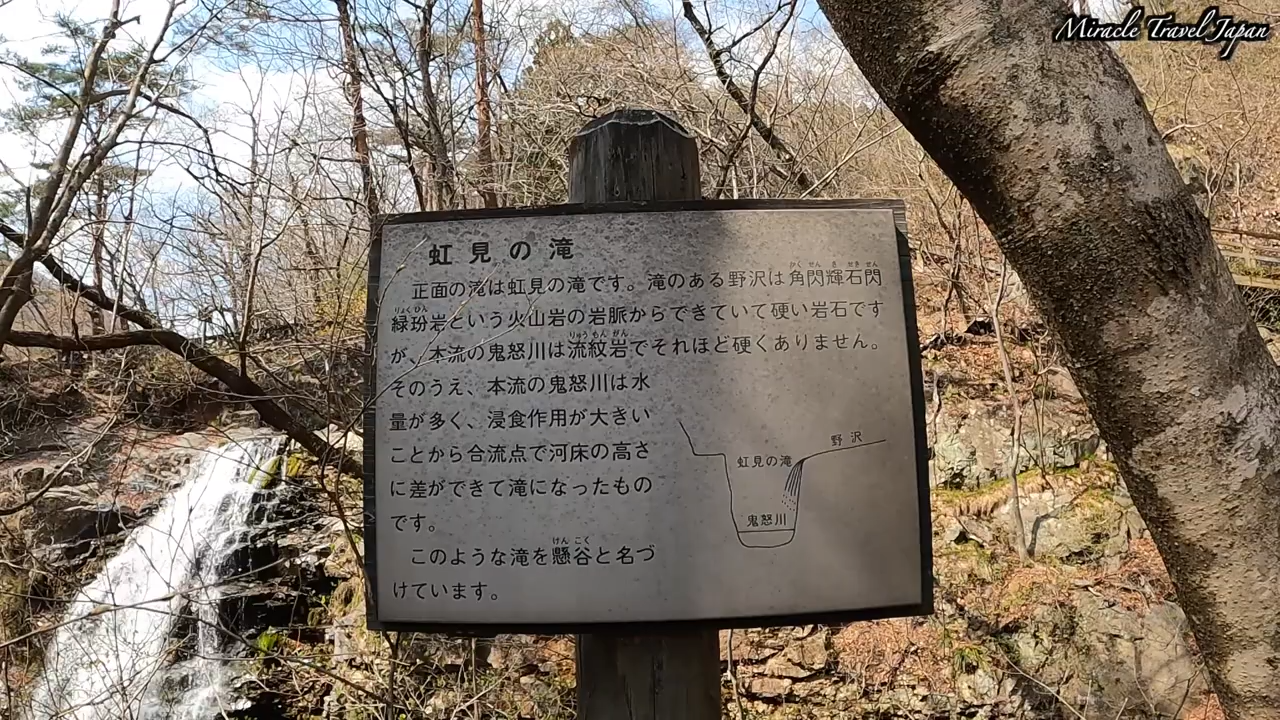 Miracle Travel Japan
虹見の滝
正面の滝は虹見の滝です。滝のある野沢は角閃輝石閃
緑玢岩という火山岩の岩脈からできていて硬い岩石です
が、本流の鬼怒川は流紋岩でそれほど硬くありません。
そのうえ、本流の鬼怒川は水
量が多く、浸食作用が大きい
ことから合流点で河床の高さ
に差ができて滝になったもの
です。
このような滝を懸谷と名づ
けています。
野沢
虹見の滝
鬼怒川